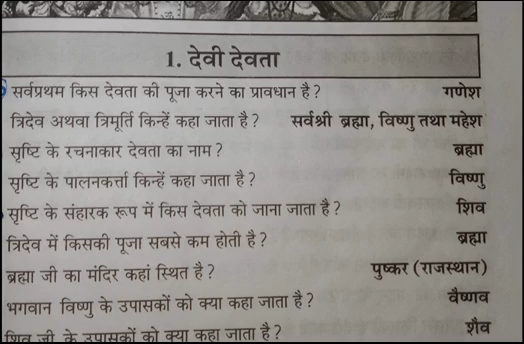 1. देवी देवता
सर्वप्रथम किस देवता की पूजा करने का प्रावधान है? गणेश
त्रिदेव अथवा त्रिमूर्ति किन्हें कहा जाता है? सर्वश्री ब्रह्मा, विष्णु तथा महेश
सृष्टि के रचनाकार देवता का नाम? ब्रह्मा
सृष्टि के पालनकर्त्ता किन्हें कहा जाता है? विष्णु
सृष्टि के संहारक रूप में किस देवता को जाना जाता है? शिव
त्रिदेव में किसकी पूजा सबसे कम होती है? ब्रह्मा
ब्रह्मा जी का मंदिर कहां स्थित है? पुष्कर (राजस्थान)
भगवान विष्णु के उपासकों को क्या कहा जाता है? वैष्णव
शिव जी के उपासकों को क्या कहा जाता है? शैव